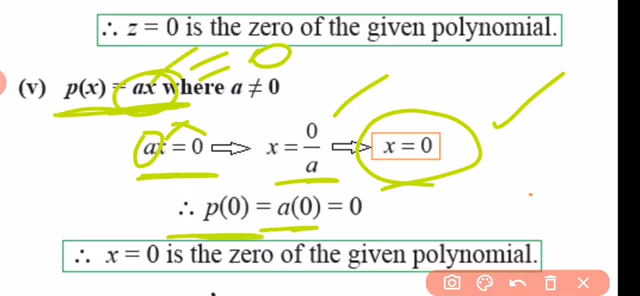 ∴ z = 0 is the zero of the given polynomial.
= 0
(v) p(x) = ax where a ≠ 0
ax = 0 ⇒ x = 0/a ⇒ x = 0
∴ p(0) = a(0) = 0
∴ x = 0 is the zero of the given polynomial.